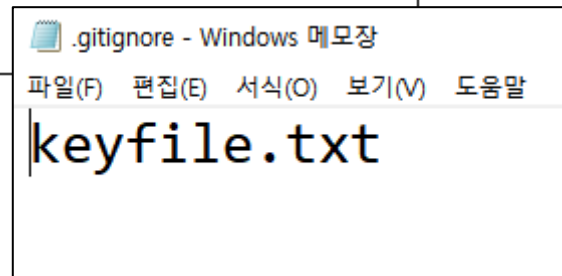 .gitignore - Windows 메모장
파일(F) 편집(E) 서식(O) 보기(V) 도움말
keyfile.txt